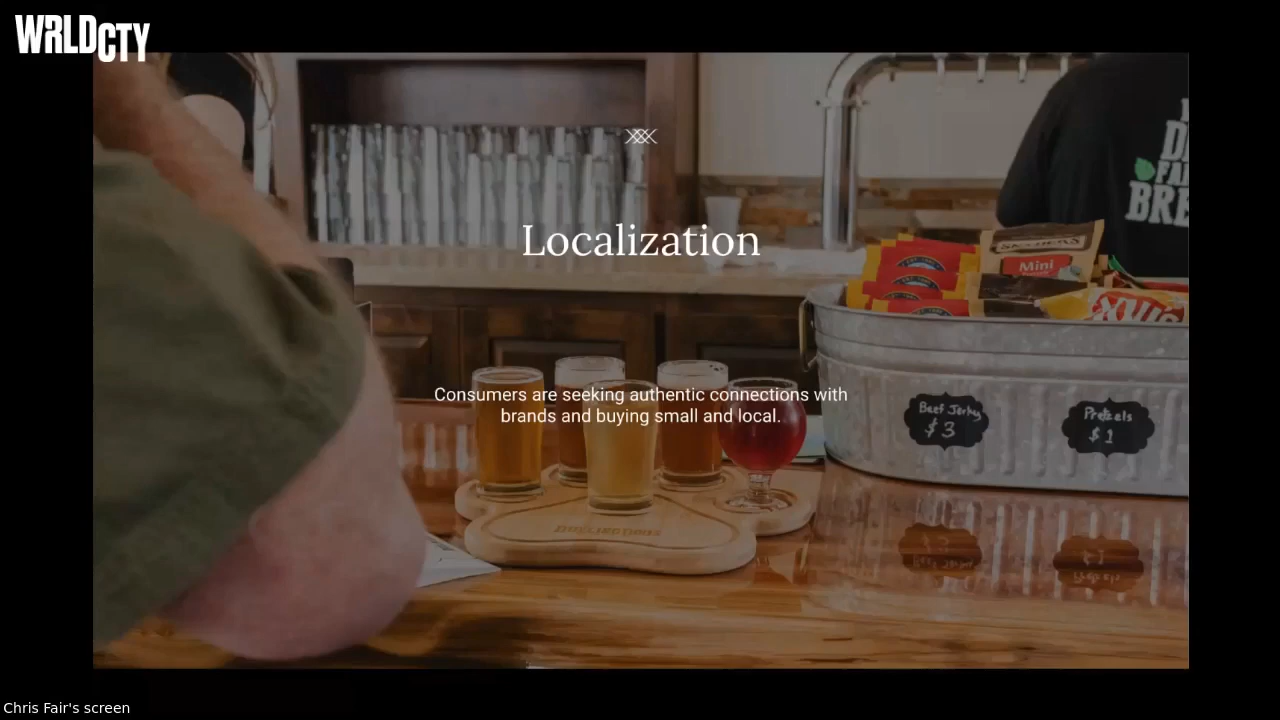 WRLDCTY
Localization
Consumers are seeking authentic connections with
brands and buying small and local.
Mini
BRE
Beef Jerky
$3
Pretzels
$1
Chris Fair's screen